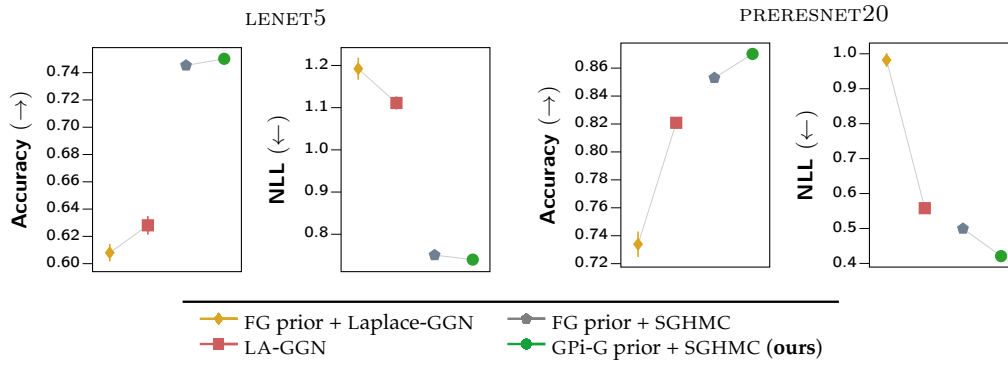 LENET5
PRERESNET20
Accuracy (→)
0.74
0.72
0.70
0.68
0.66
0.64
0.62
0.60
NLL (←)
1.2
1.1
1.0
0.9
0.8
Accuracy (→)
0.86
0.84
0.82
0.80
0.78
0.76
0.74
0.72
NLL (←)
1.0
0.9
0.8
0.7
0.6
0.5
0.4
FG prior + Laplace-GGN
FG prior + SGHMC
LA-GGN
GPi-G prior + SGHMC (ours)